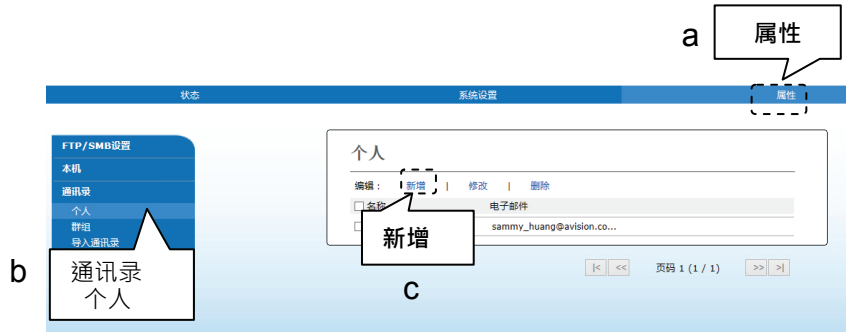 a
属性
状态
系统设置
属性
FTP/SMB设置
本机
通讯录
个人
群组
导入通讯录
b
通讯录
个人
个人
编辑： 新增 | 修改 | 删除
名称 电子邮件
sammy_huang@avision.co...
新增
c
|< << 页码 1 (1 / 1) >> >|